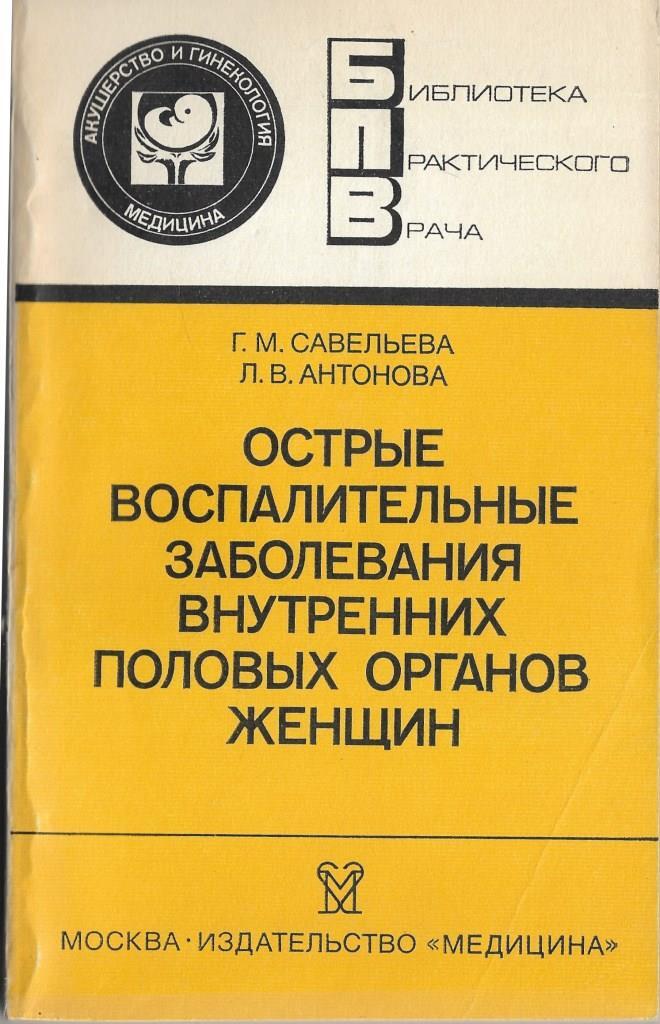 АКУШЕРСТВО И ГИНЕКОЛОГИЯ
МЕДИЦИНА
БИБЛИОТЕКА
ПРАКТИЧЕСКОГО
ВРАЧА
Г. М. САВЕЛЬЕВА
Л. В. АНТОНОВА
ОСТРЫЕ
ВОСПАЛИТЕЛЬНЫЕ
ЗАБОЛЕВАНИЯ
ВНУТРЕННИХ
ПОЛОВЫХ ОРГАНОВ
ЖЕНЩИН
М
МОСКВА · ИЗДАТЕЛЬСТВО «МЕДИЦИНА»